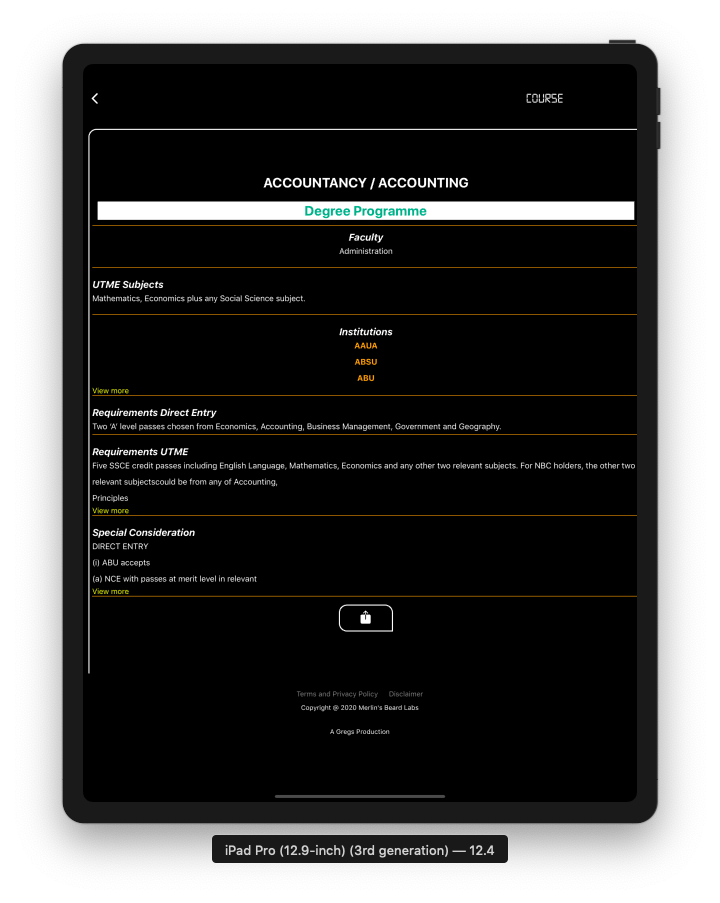 COURSE
ACCOUNTANCY / ACCOUNTING
Degree Programme
Faculty
Administration
UTME Subjects
Mathematics, Economics plus any Social Science subject.
Institutions
AAUA
ABSU
ABU
View more
Requirements Direct Entry
Two 'A' level passes chosen from Economics, Accounting, Business Management, Government and Geography.
Requirements UTME
Five SSCE credit passes including English Language, Mathematics, Economics and any other two relevant subjects. For NBC holders, the other two
relevant subjectscould be from any of Accounting,
Principles
View more
Special Consideration
DIRECT ENTRY
(i) ABU accepts
(a) NCE with passes at merit level in relevant
View more
Terms and Privacy Policy Disclaimer
Copyright @ 2020 Merlin's Beard Labs
A Gregs Production
iPad Pro (12.9-inch) (3rd generation) — 12.4